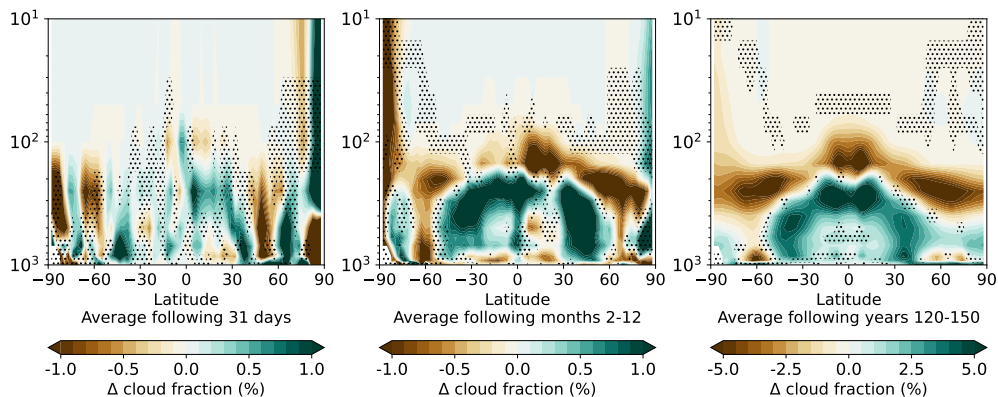 10¹ 10¹ 10¹
10² 10² 10²
10³ 10³ 10³
−90 −60 −30 0 30 60 90 −90 −60 −30 0 30 60 90 −90 −60 −30 0 30 60 90
Latitude Latitude Latitude
Average following 31 days Average following months 2-12 Average following years 120-150
-1.0 -0.5 0.0 0.5 1.0 -1.0 -0.5 0.0 0.5 1.0 -5.0 -2.5 0.0 2.5 5.0
Δ cloud fraction (%) Δ cloud fraction (%) Δ cloud fraction (%)